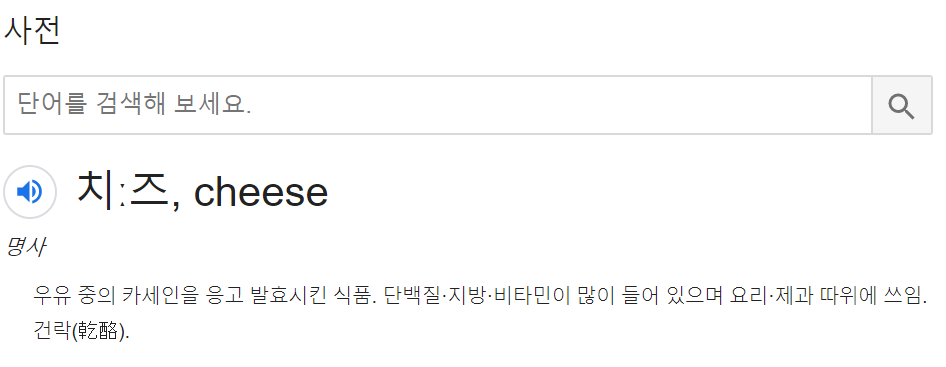 사전
단어를 검색해 보세요.
치ː즈, cheese
명사
우유 중의 카세인을 응고 발효시킨 식품. 단백질·지방·비타민이 많이 들어 있으며 요리·제과 따위에 쓰임.
건락(乾酪).